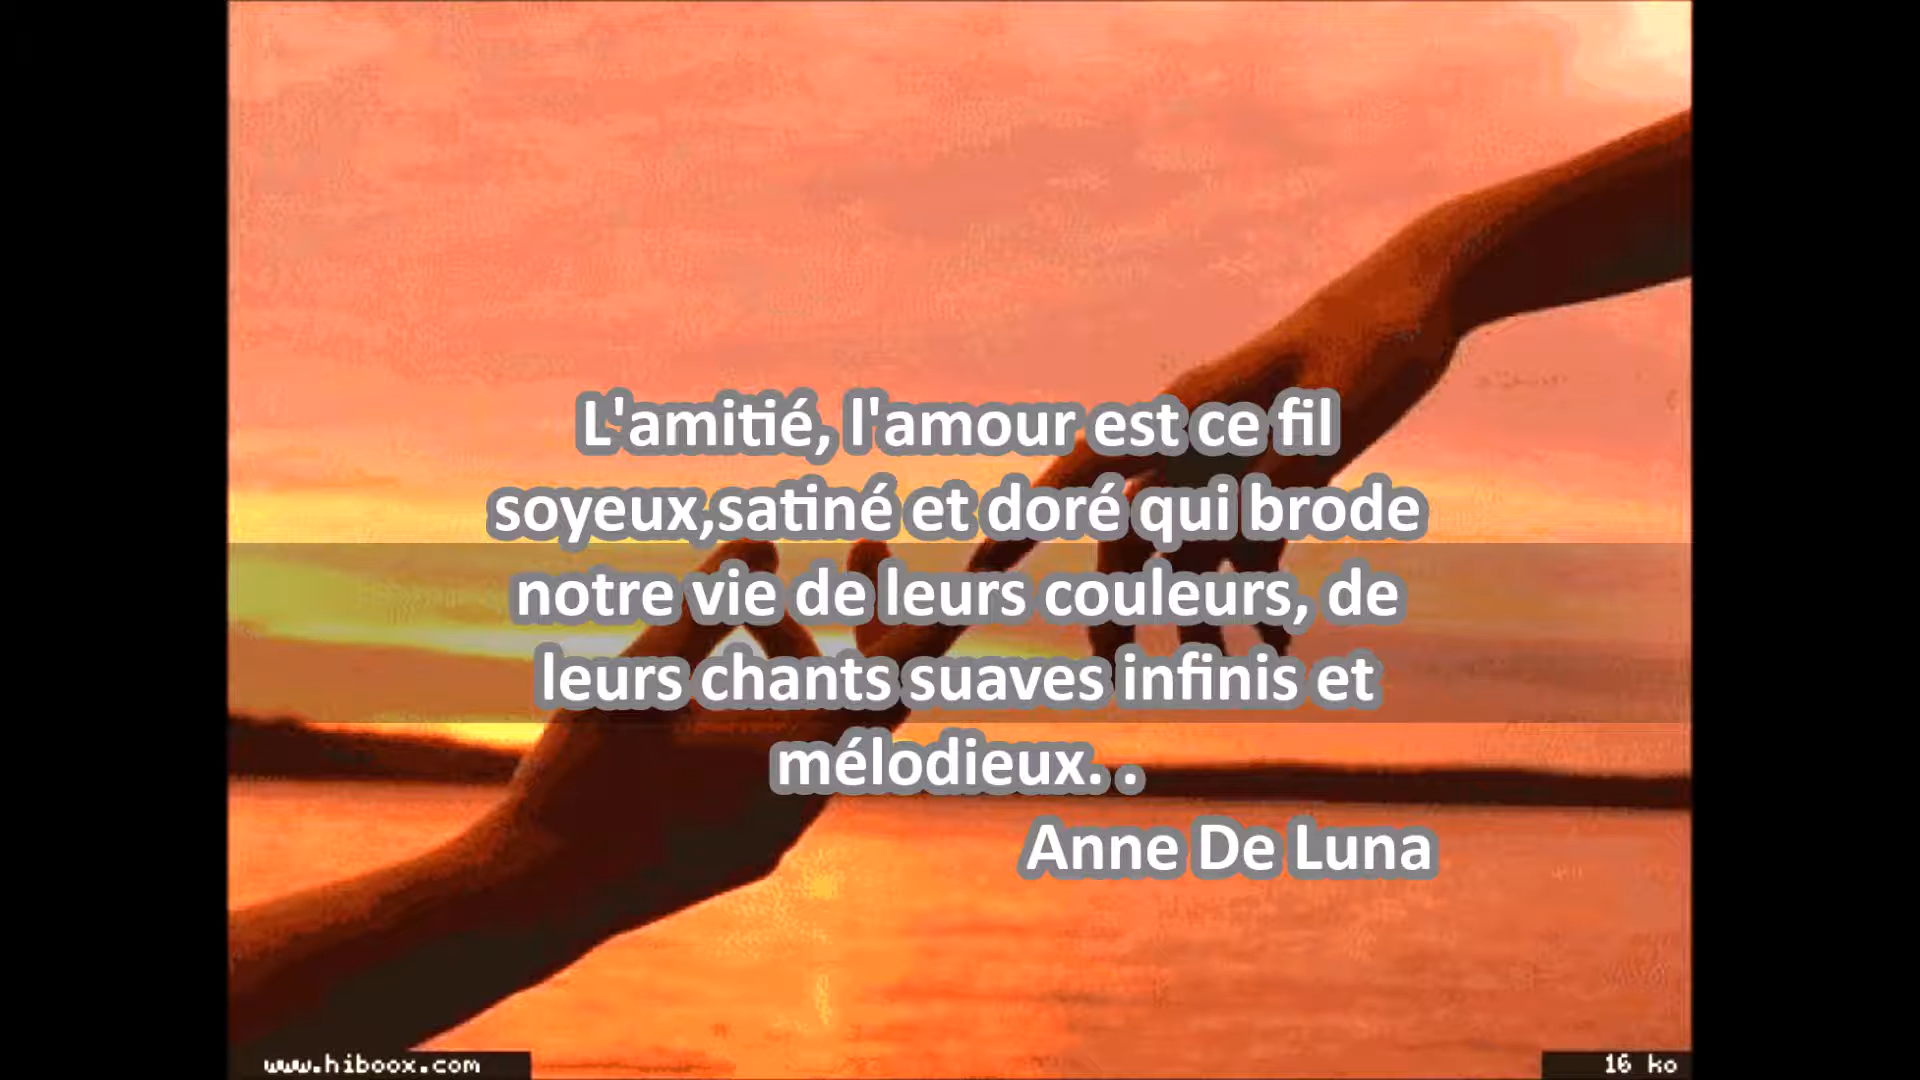 L'amitié, l'amour est ce fil
soyeux,satiné et doré qui brode
notre vie de leurs couleurs, de
leurs chants suaves infinis et
mélodieux. .
Anne De Luna
www.hiboox.com
16 ko